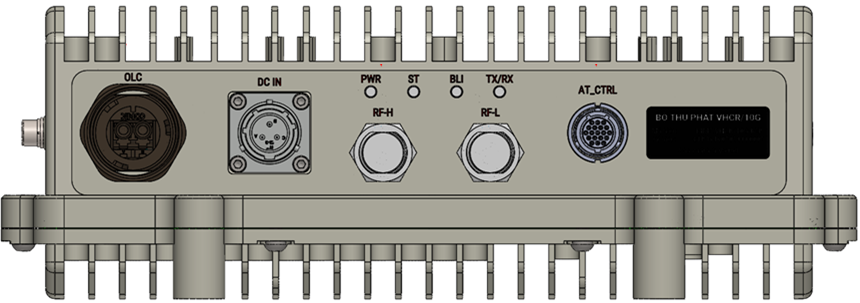 OLC
DC IN
PWR ST BLI TX/RX
RF-H RF-L
AT_CTRL
BO THU PHAT VHCR/10G